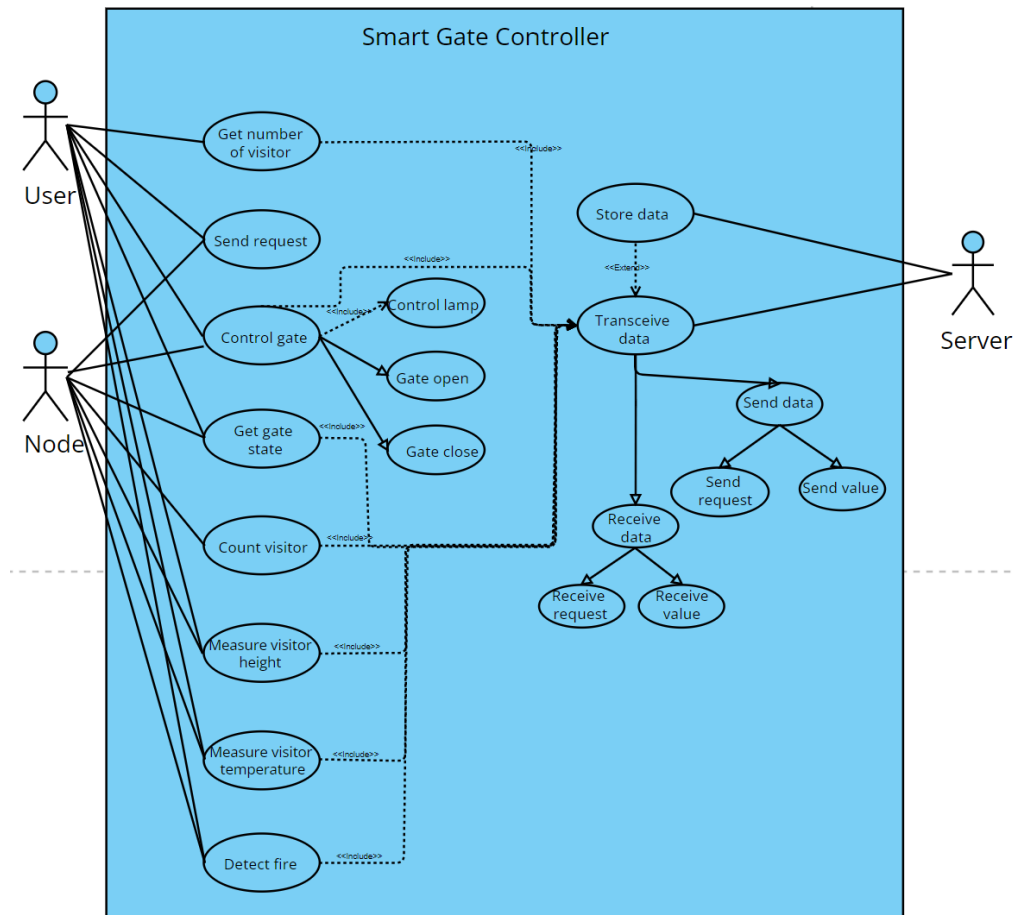 Smart Gate Controller
User
Get number
of visitor
<<Include>>
Store data
Send request
<<Extend>>
Server
<<Include>>
Control lamp
<<Include>>
Transceive
data
Control gate
Node
Gate open
Send data
Get gate
state
<<Include>>
Gate close
Send
request
Send value
Receive
data
Count visitor
<<Include>>
Receive
request
Receive
value
Measure visitor
height
<<Include>>
Measure visitor
temperature
<<Include>>
Detect fire
<<Include>>